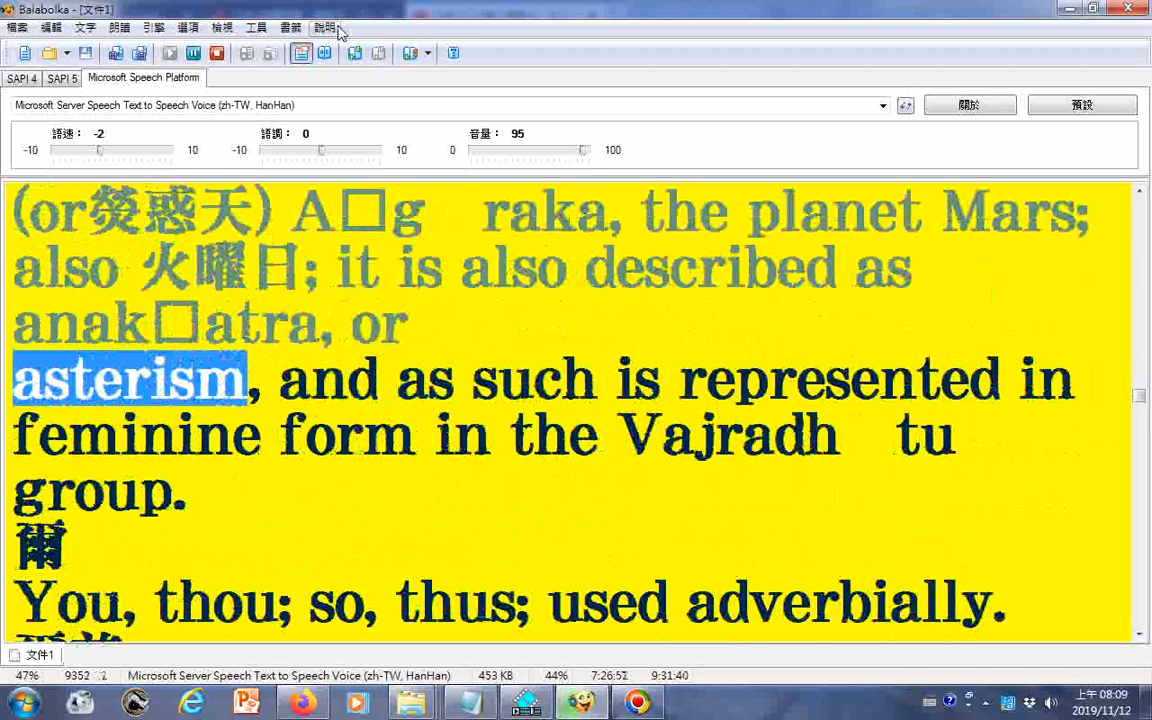 Balabolka - [文件1]
檔案 編輯 文字 朗讀 引擎 選項 檢視 工具 書籤 說明
SAPI 4 SAPI 5 Microsoft Speech Platform
Microsoft Server Speech Text to Speech Voice (zh-TW, HanHan) 關於 預設
語速： -2 語調： 0 音量： 95
-10 10 -10 10 0 100
(or熒惑天) A□g raka, the planet Mars;
also 火曜日; it is also described as
anak□atra, or
asterism, and as such is represented in
feminine form in the Vajradh tu
group.
爾
You, thou; so, thus; used adverbially.
文件1
47% Microsoft Server Speech Text to Speech Voice (zh-TW, HanHan) 453 KB 44% 9:31:40
上午 08:09
2019/11/12